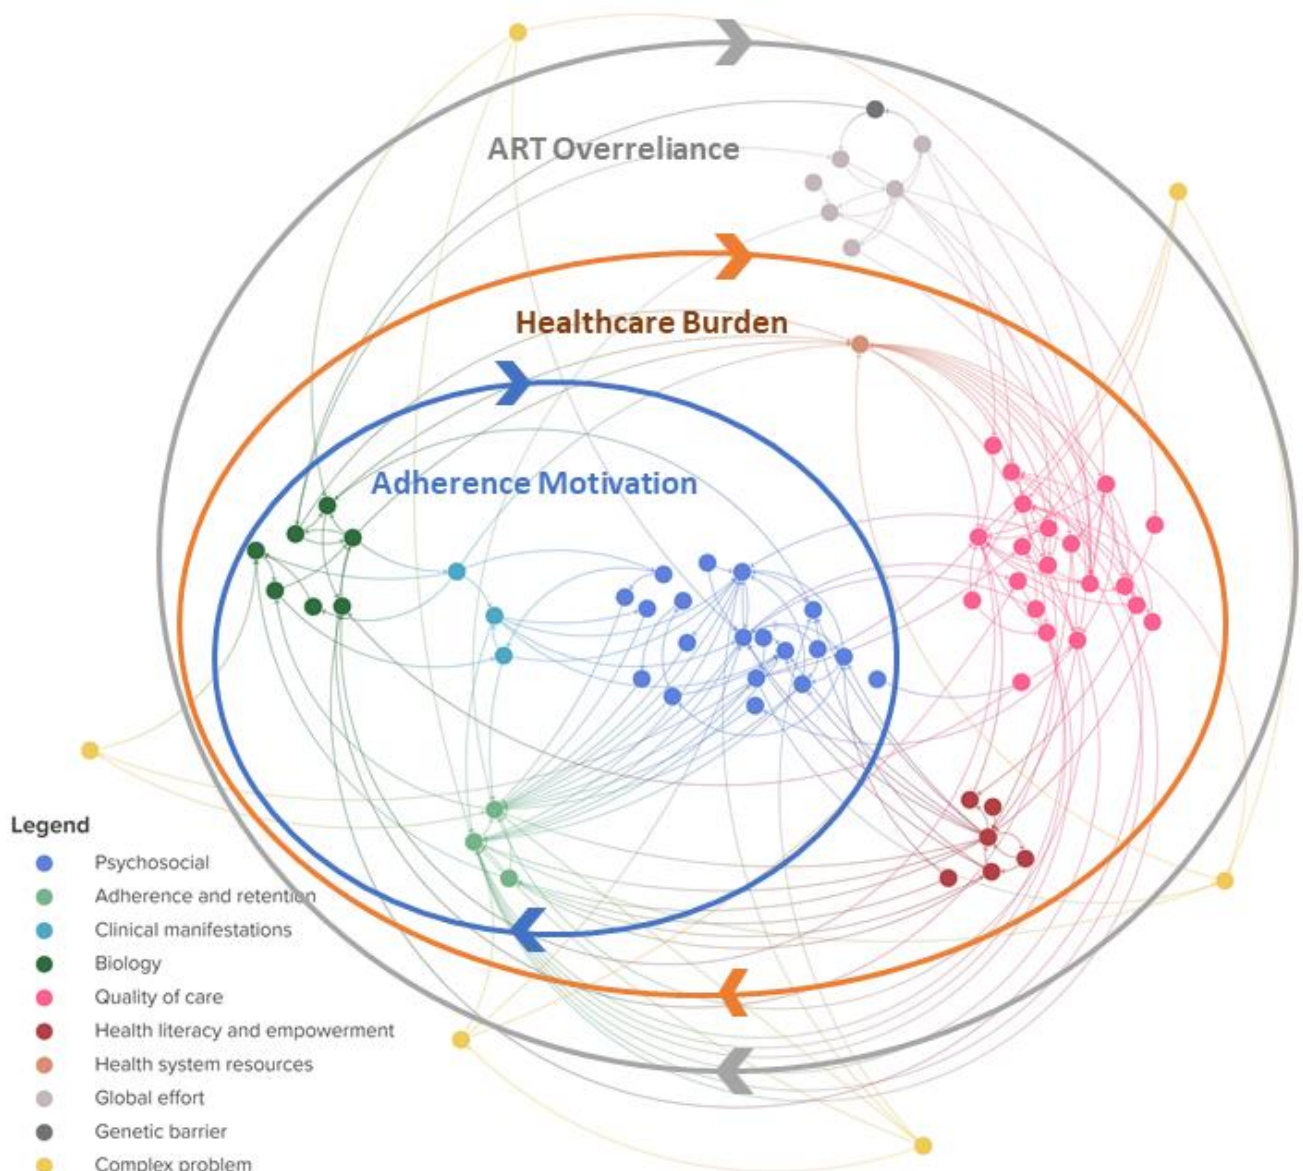 ART Overreliance
Healthcare Burden
Adherence Motivation
Legend
Psychosocial
Adherence and retention
Clinical manifestations
Biology
Quality of care
Health literacy and empowerment
Health system resources
Global effort
Genetic barrier
Complex problem